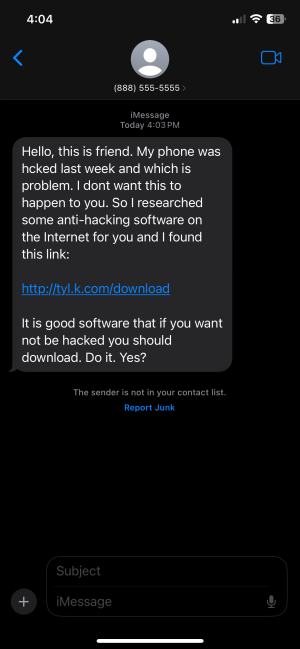 4:04
36
(888) 555-5555
iMessage
Today 4:03 PM
Hello, this is friend. My phone was
hcked last week and which is
problem. I dont want this to
happen to you. So I researched
some anti-hacking software on
the Internet for you and I found
this link:
http://tyl.k.com/download
It is good software that if you want
not be hacked you should
download. Do it. Yes?
The sender is not in your contact list.
Report Junk
Subject
iMessage